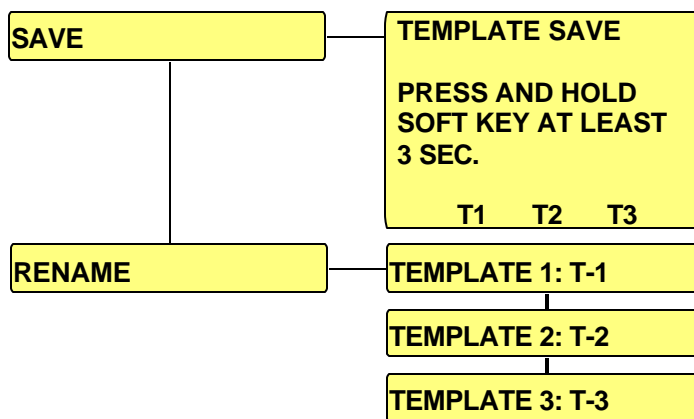 SAVE
TEMPLATE SAVE
PRESS AND HOLD
SOFT KEY AT LEAST
3 SEC.
T1 T2 T3
RENAME
TEMPLATE 1: T-1
TEMPLATE 2: T-2
TEMPLATE 3: T-3